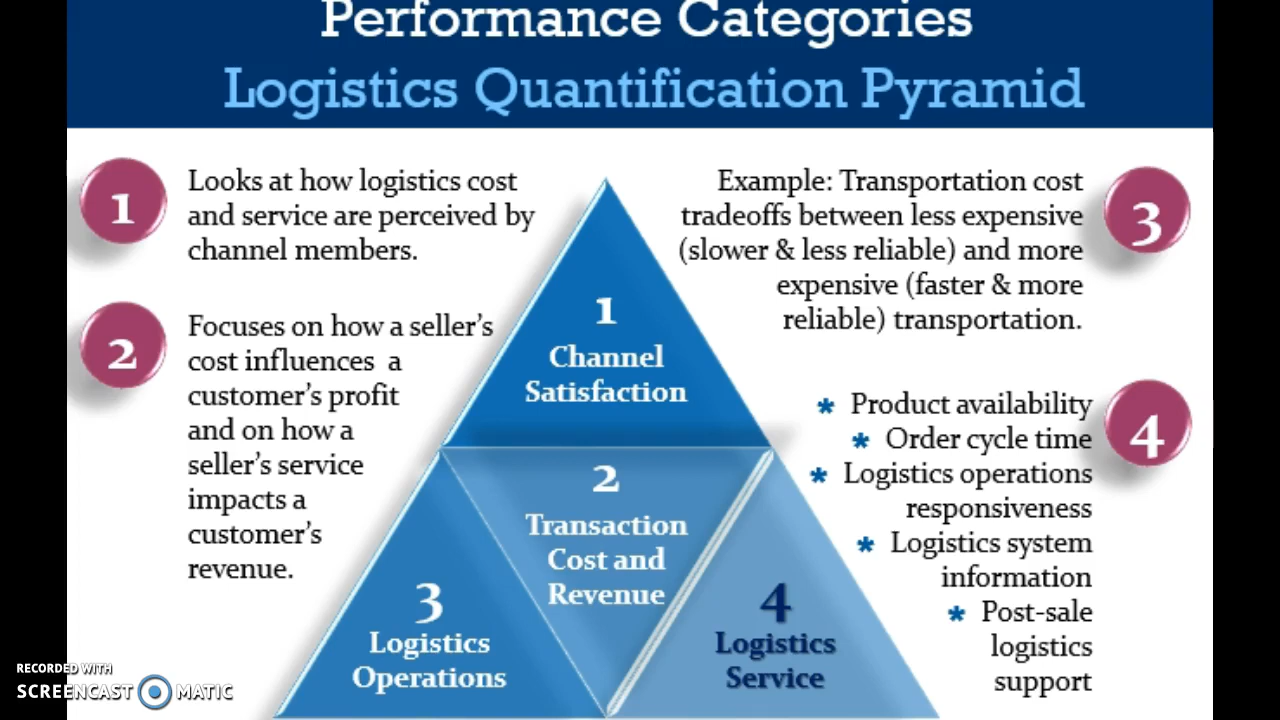 Performance Categories
Logistics Quantification Pyramid
1
Looks at how logistics cost
and service are perceived by
channel members.
2
Focuses on how a seller's
cost influences a
customer's profit
and on how a
seller's service
impacts a
customer's
revenue.
3
Example: Transportation cost
tradeoffs between less expensive
(slower & less reliable) and more
expensive (faster & more
reliable) transportation.
4
* Product availability
* Order cycle time
* Logistics operations
responsiveness
* Logistics system
information
* Post-sale
logistics
support
1
Channel
Satisfaction
2
Transaction
Cost and
Revenue
3
Logistics
Operations
4
Logistics
Service
RECORDED WITH
SCREENCAST MATIC